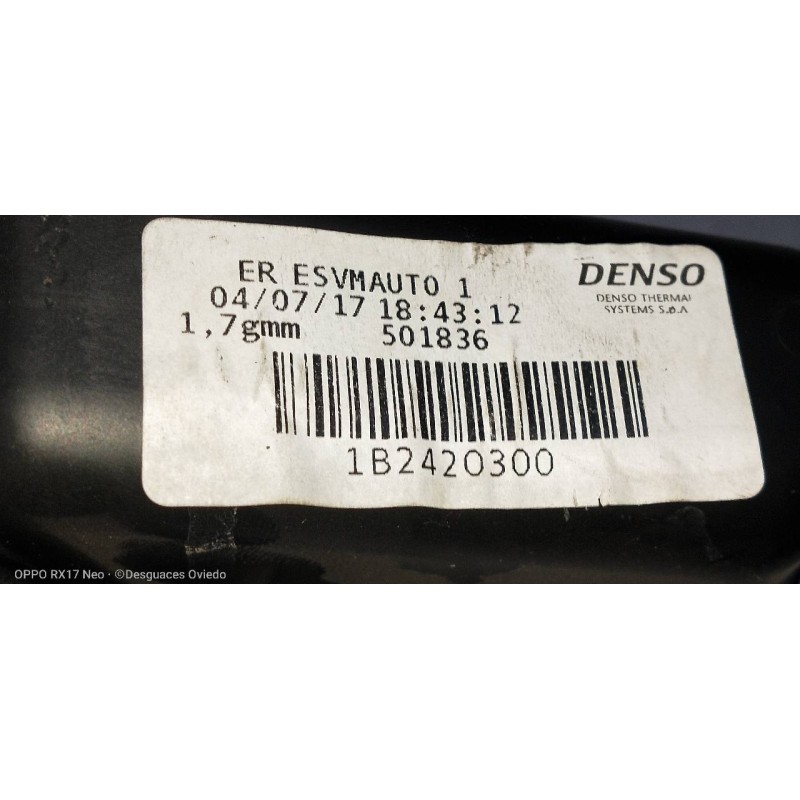 ER ESVMAUTO 1
04/07/17 18:43:12
1,7gmm 501836
DENSO
DENSO THERMAL
SYSTEMS S.p.A
1B2420300
OPPO RX17 Neo · ©Desguaces Oviedo